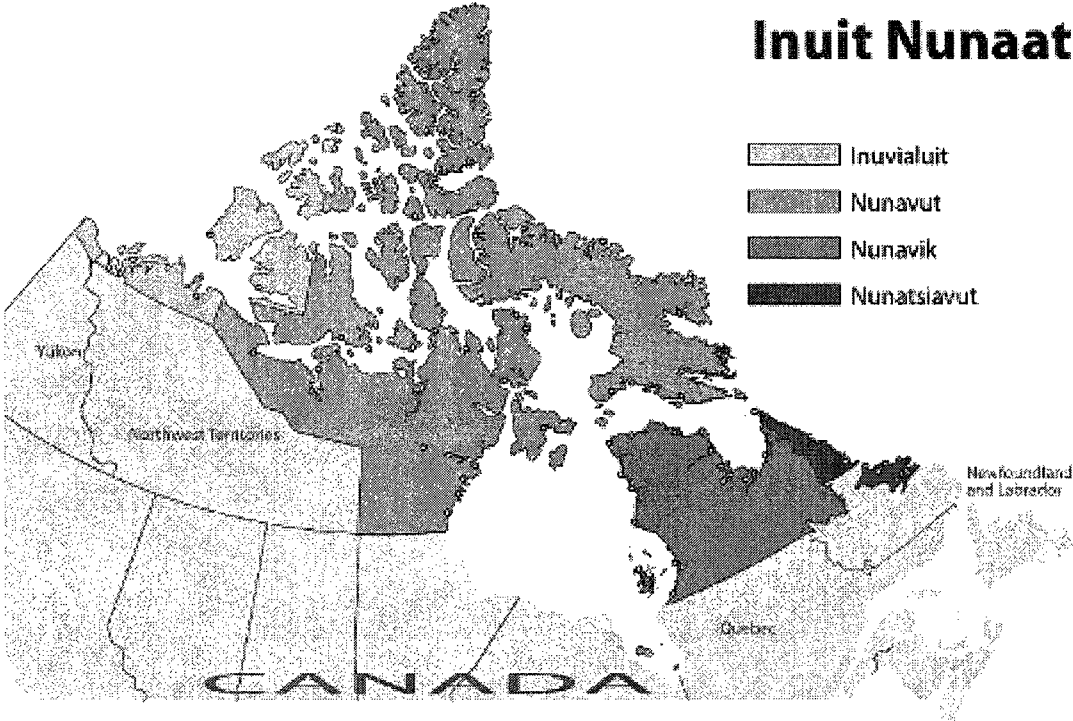 Inuit Nunaat
Inuvialuit
Nunavut
Nunavik
Nunatsiavut
Yukon
Northwest Territories
Newfoundland
and Labrador
Quebec
CANADA